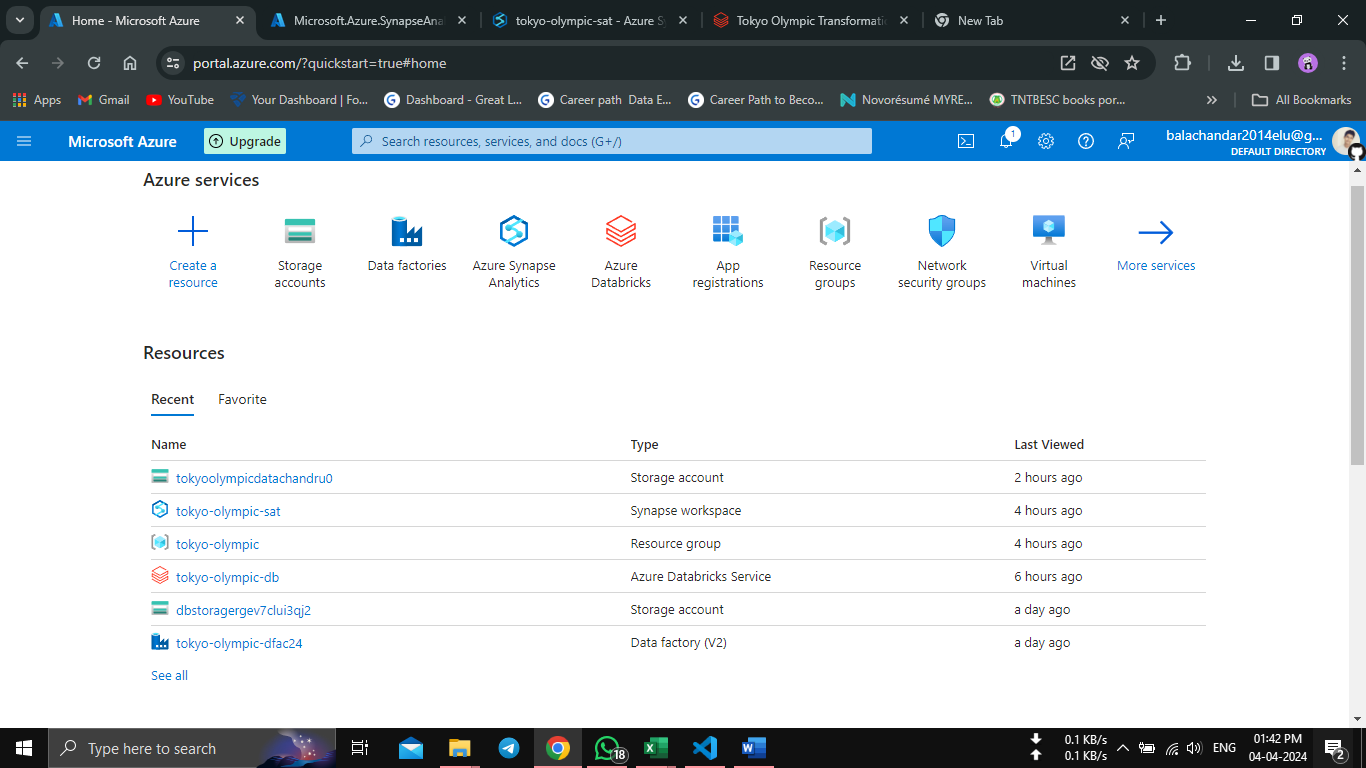 Home - Microsoft Azure
Microsoft.Azure.SynapseAnal
tokyo-olympic-sat - Azure Sy
Tokyo Olympic Transformati
New Tab
portal.azure.com/?quickstart=true#home
Apps
Gmail
YouTube
Your Dashboard | Fo...
Dashboard - Great L...
Career path Data E...
Career Path to Beco...
Novorésumé MYRE...
TNTBESC books por...
»
All Bookmarks
Microsoft Azure
Upgrade
Search resources, services, and docs (G+/)
1
balachandar2014elu@g...
DEFAULT DIRECTORY
Azure services
Create a
resource
Storage
accounts
Data factories
Azure Synapse
Analytics
Azure
Databricks
App
registrations
Resource
groups
Network
security groups
Virtual
machines
More services
Resources
Recent Favorite
Name Type Last Viewed
tokyoolympicdatachandru0 Storage account 2 hours ago
tokyo-olympic-sat Synapse workspace 4 hours ago
tokyo-olympic Resource group 4 hours ago
tokyo-olympic-db Azure Databricks Service 6 hours ago
dbstoragergev7clui3qj2 Storage account a day ago
tokyo-olympic-dfac24 Data factory (V2) a day ago
See all
Type here to search
18
0.1 KB/s
0.1 KB/s
ENG
01:42 PM
04-04-2024
2